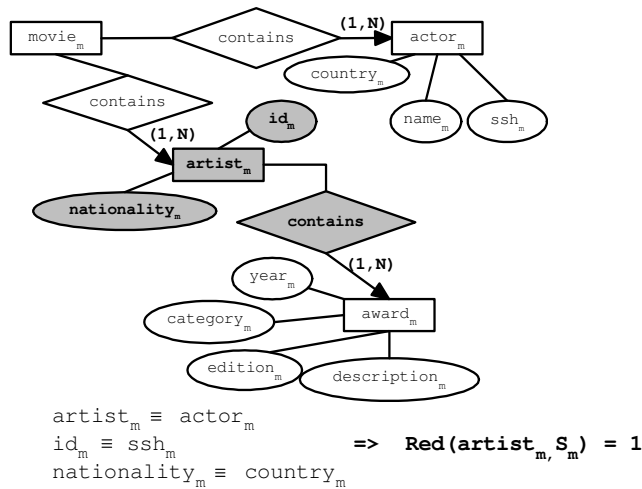 movie_m
contains
(1,N)
actor_m
country_m
name_m
ssh_m
contains
(1,N)
id_m
artist_m
nationality_m
contains
(1,N)
year_m
category_m
award_m
edition_m
description_m
artist_m ≡ actor_m
id_m ≡ ssh_m => Red(artist_m, S_m) = 1
nationality_m ≡ country_m